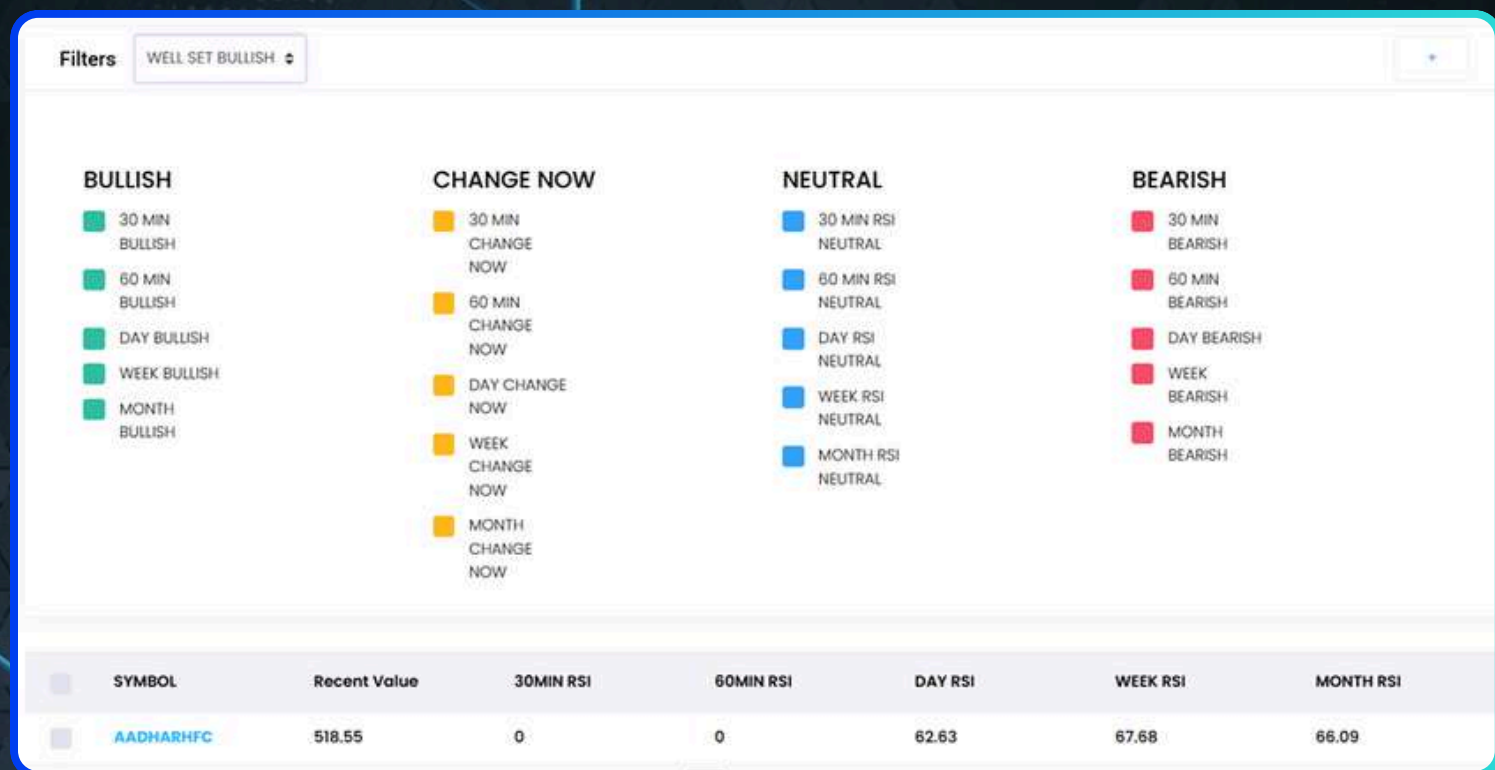 Filters WELL SET BULLISH
BULLISH
30 MIN
BULLISH
60 MIN
BULLISH
DAY BULLISH
WEEK BULLISH
MONTH
BULLISH
CHANGE NOW
30 MIN
CHANGE
NOW
60 MIN
CHANGE
NOW
DAY CHANGE
NOW
WEEK
CHANGE
NOW
MONTH
CHANGE
NOW
NEUTRAL
30 MIN RSI
NEUTRAL
60 MIN RSI
NEUTRAL
DAY RSI
NEUTRAL
WEEK RSI
NEUTRAL
MONTH RSI
NEUTRAL
BEARISH
30 MIN
BEARISH
60 MIN
BEARISH
DAY BEARISH
WEEK
BEARISH
MONTH
BEARISH
SYMBOL Recent Value 30MIN RSI 60MIN RSI DAY RSI WEEK RSI MONTH RSI
AADHARHFC 518.55 0 0 62.63 67.68 66.09